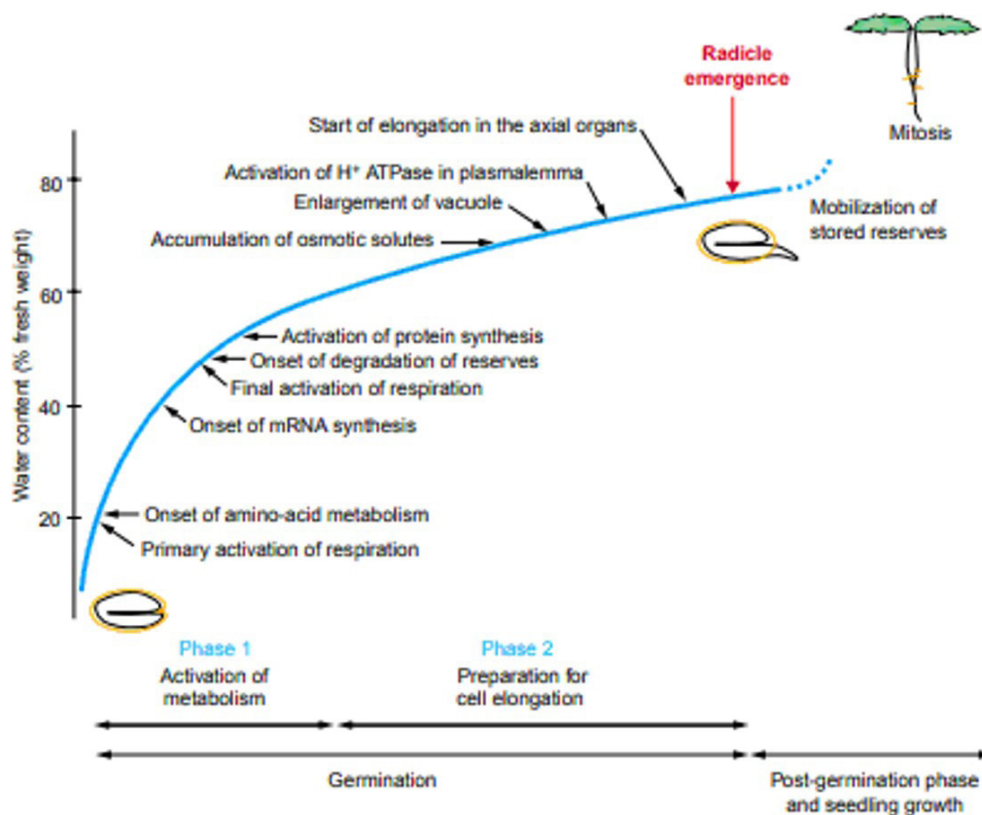 Radicle
emergence
Mitosis
Start of elongation in the axial organs
Activation of H⁺ ATPase in plasmalemma
80
Enlargement of vacuole
Mobilization of
stored reserves
Accumulation of osmotic solutes
60
Activation of protein synthesis
Onset of degradation of reserves
Final activation of respiration
40
Onset of mRNA synthesis
Water content (% fresh weight)
20
Onset of amino-acid metabolism
Primary activation of respiration
Phase 1
Activation of
metabolism
Phase 2
Preparation for
cell elongation
Germination
Post-germination phase
and seedling growth